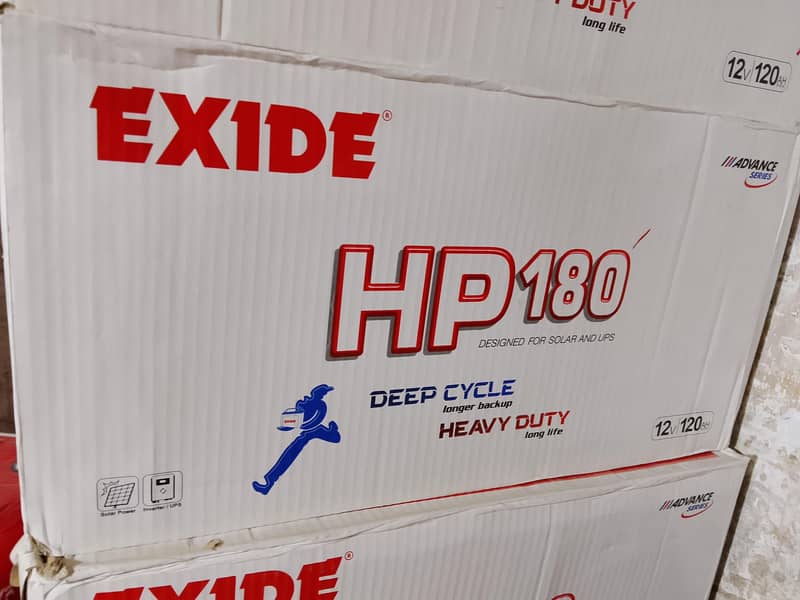 DUTY
long life
12V 120AH
EXIDE®
ADVANCE
SERIES
HP180
DESIGNED FOR SOLAR AND UPS
DEEP CYCLE
longer backup
HEAVY DUTY
long life
12V 120AH
EXIDE
Solar Power
Inverter / UPS
ADVANCE
SERIES
EXIDE®